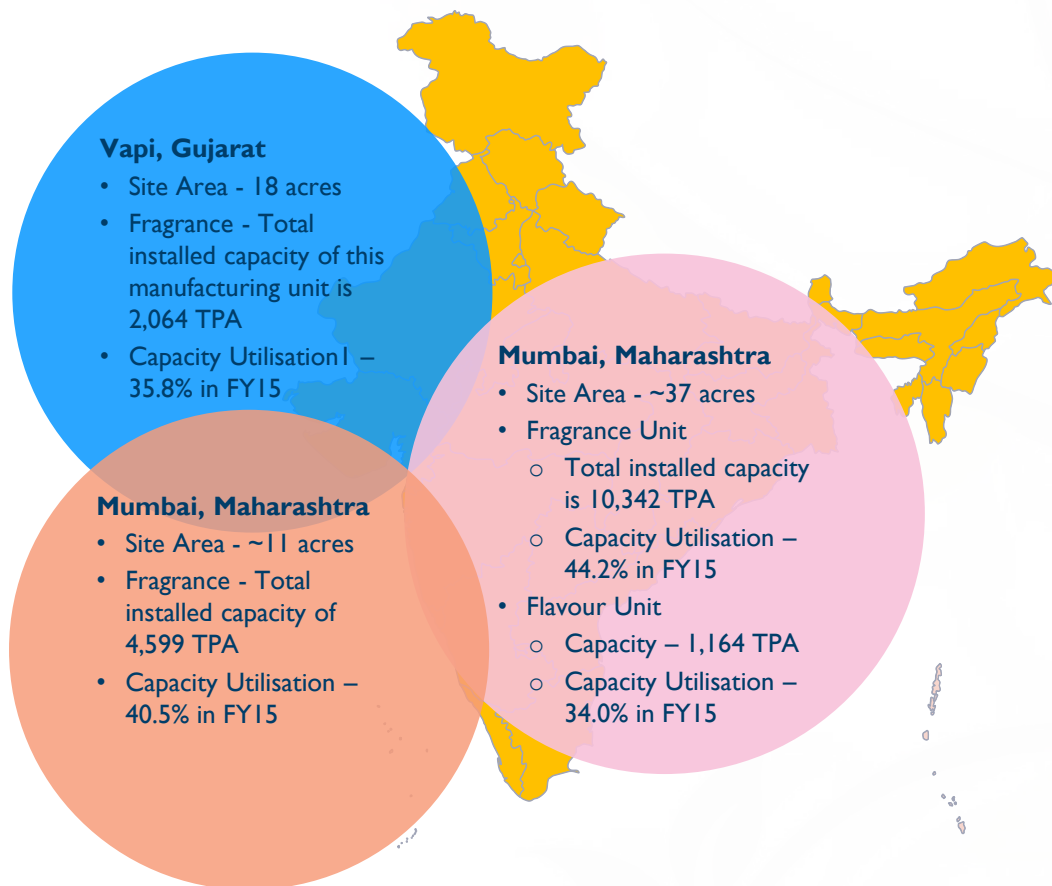 Vapi, Gujarat
• Site Area - 18 acres
• Fragrance - Total
installed capacity of this
manufacturing unit is
2,064 TPA
• Capacity Utilisation1 –
35.8% in FY15
Mumbai, Maharashtra
• Site Area - ~11 acres
• Fragrance - Total
installed capacity of
4,599 TPA
• Capacity Utilisation –
40.5% in FY15
Mumbai, Maharashtra
• Site Area - ~37 acres
• Fragrance Unit
o Total installed capacity
is 10,342 TPA
o Capacity Utilisation –
44.2% in FY15
• Flavour Unit
o Capacity – 1,164 TPA
o Capacity Utilisation –
34.0% in FY15